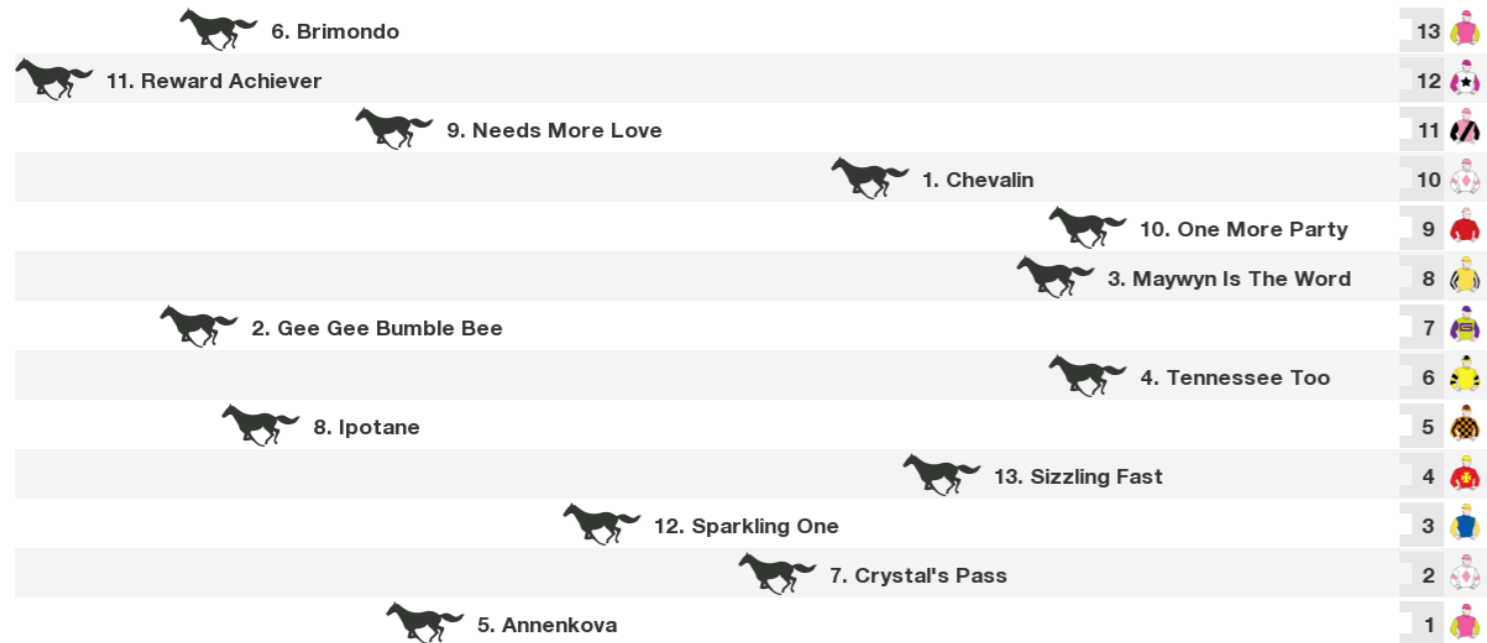 6. Brimondo 13
11. Reward Achiever 12
9. Needs More Love 11
1. Chevalin 10
10. One More Party 9
3. Maywyn Is The Word 8
2. Gee Gee Bumble Bee 7
4. Tennessee Too 6
8. Ipotane 5
13. Sizzling Fast 4
12. Sparkling One 3
7. Crystal's Pass 2
5. Annenkova 1